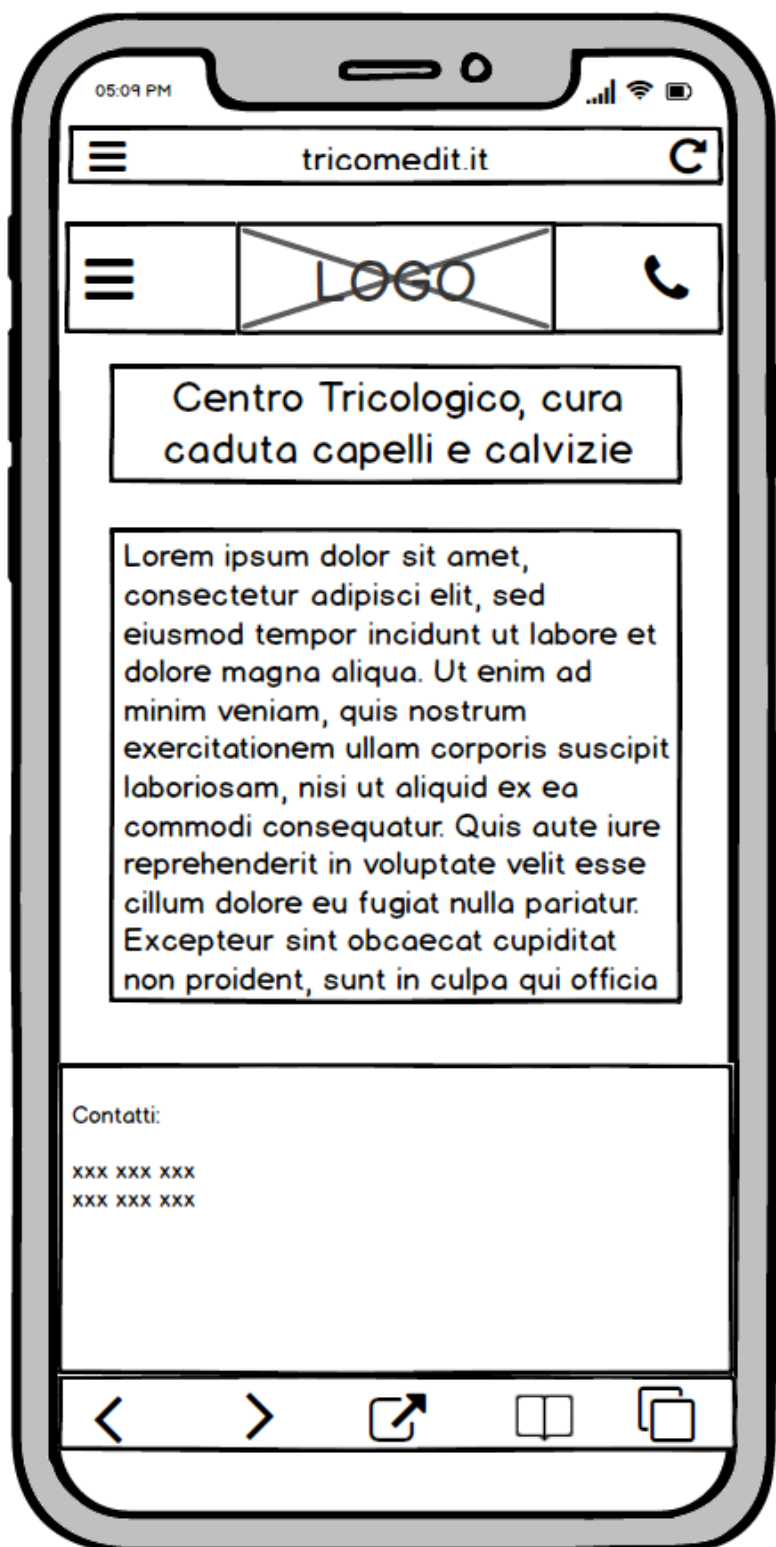 05:09 PM
tricomedit.it
LOGO
Centro Tricologico, cura
caduta capelli e calvizie
Lorem ipsum dolor sit amet,
consectetur adipisci elit, sed
eiusmod tempor incidunt ut labore et
dolore magna aliqua. Ut enim ad
minim veniam, quis nostrum
exercitationem ullam corporis suscipit
laboriosam, nisi ut aliquid ex ea
commodi consequatur. Quis aute iure
reprehenderit in voluptate velit esse
cillum dolore eu fugiat nulla pariatur.
Excepteur sint obcaecat cupiditat
non proident, sunt in culpa qui officia
Contatti:
xxx xxx xxx
xxx xxx xxx